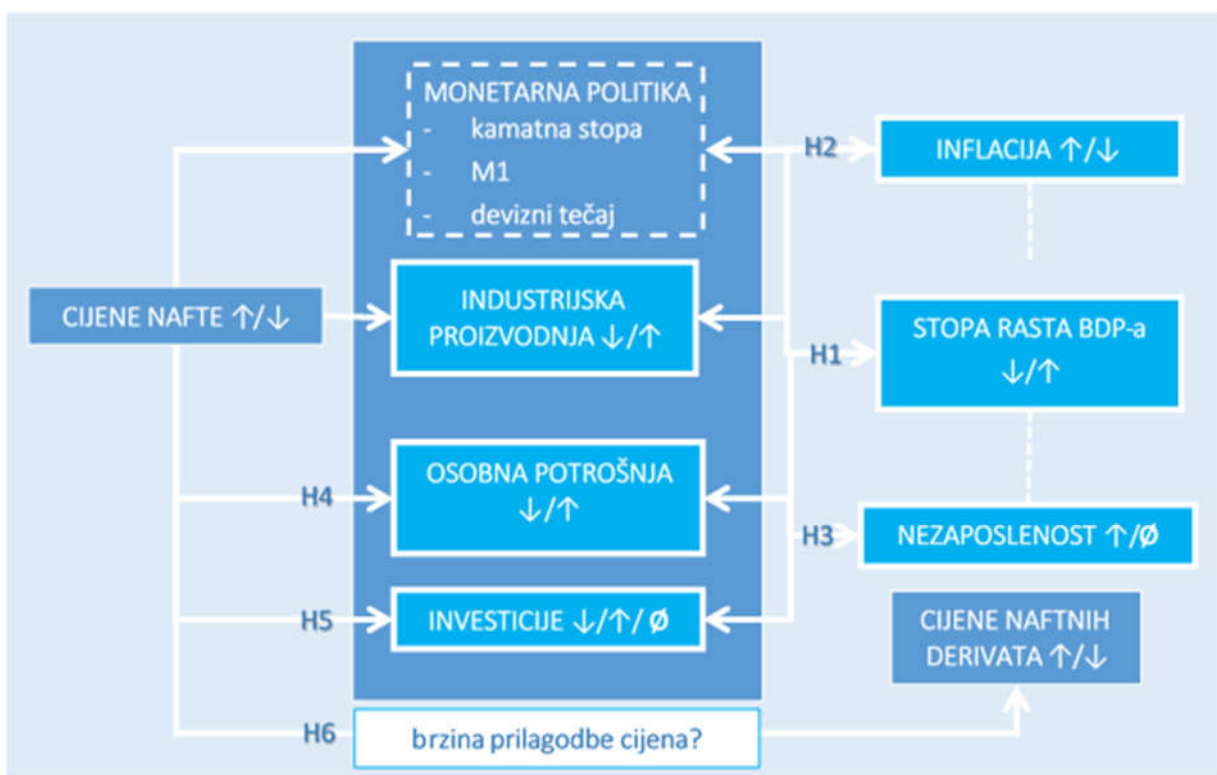 MONETARNA POLITIKA
- kamatna stopa
- M1
- devizni tečaj
H2
INFLACIJA ↑/↓
CIJENE NAFTE ↑/↓
INDUSTRIJSKA
PROIZVODNJA ↓/↑
H1
STOPA RASTA BDP-a
↓/↑
H4
OSOBNA POTROŠNJA
↓/↑
H3
NEZAPOSLENOST ↑/Ø
H5
INVESTICIJE ↓/↑/ Ø
CIJENE NAFTNIH
DERIVATA ↑/↓
H6
brzina prilagodbe cijena?